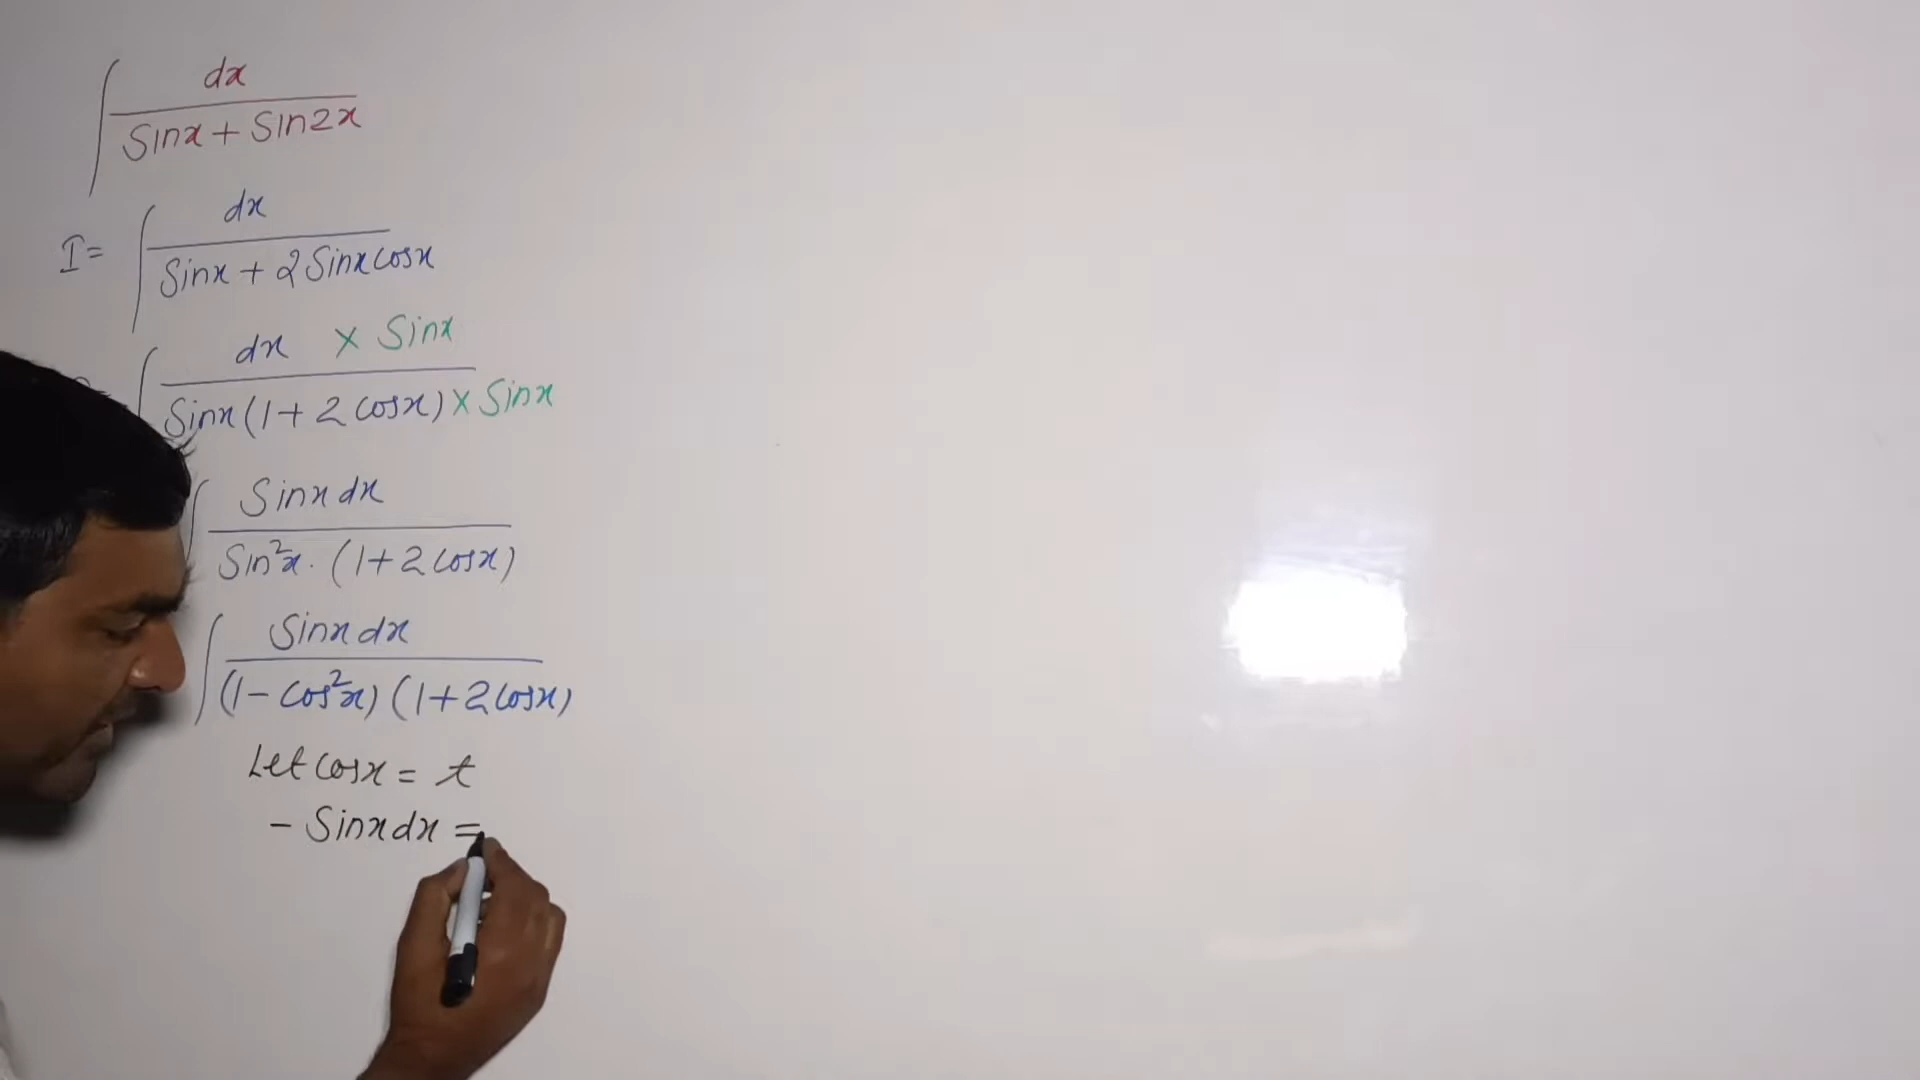 ∫ dx / Sinx + Sin2x
I = ∫ dx / Sinx + 2 Sinx cosx
∫ dx × Sinx / Sinx (1 + 2 cosx) × Sinx
∫ Sinx dx / Sin²x . (1 + 2 cosx)
∫ Sinx dx / (1 - cos²x) (1 + 2 cosx)
Let cosx = t
- Sinx dx =